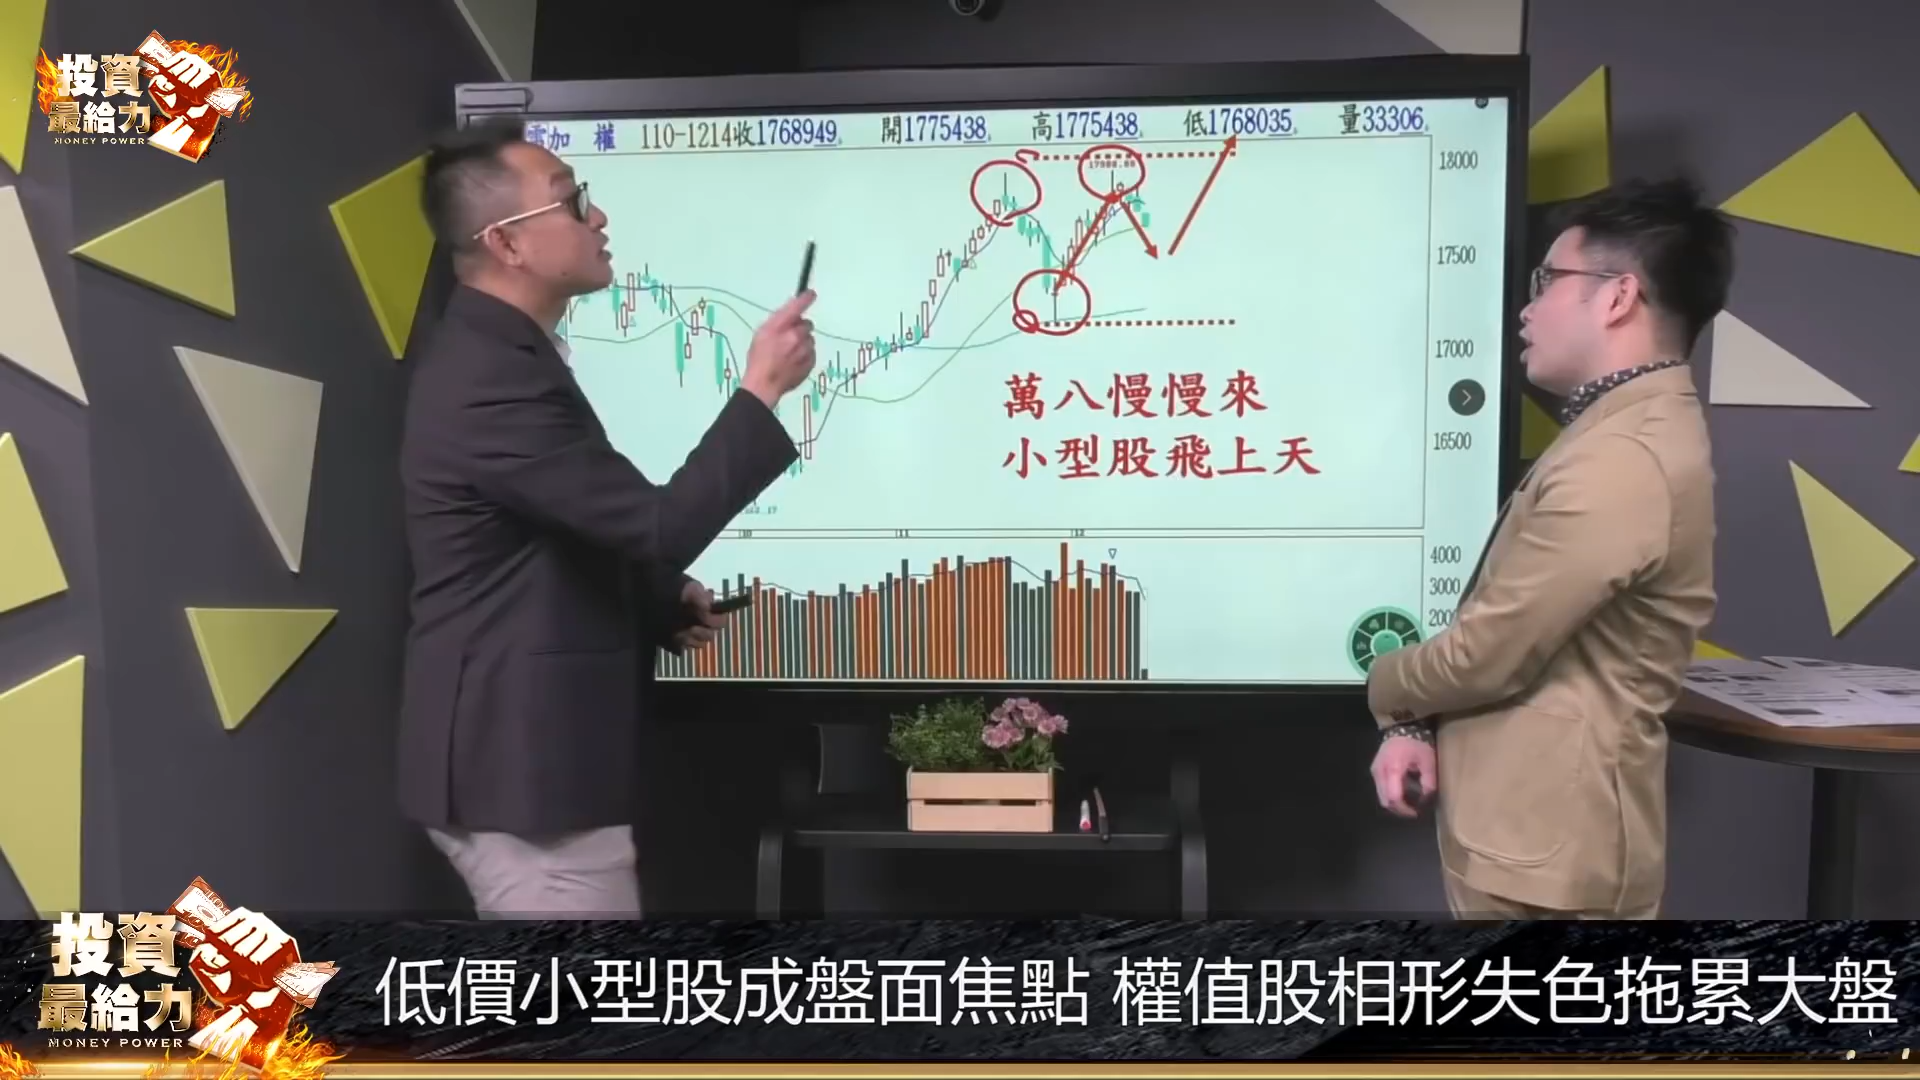 投資
最給力
MONEY POWER
加 權 110-1214收1768949 開1775438 高1775438 低1768035 量33306
18000
17500
17000
16500
萬八慢慢來
小型股飛上天
10 11 12
4000
3000
2000
投資
最給力
MONEY POWER
低價小型股成盤面焦點 權值股相形失色拖累大盤